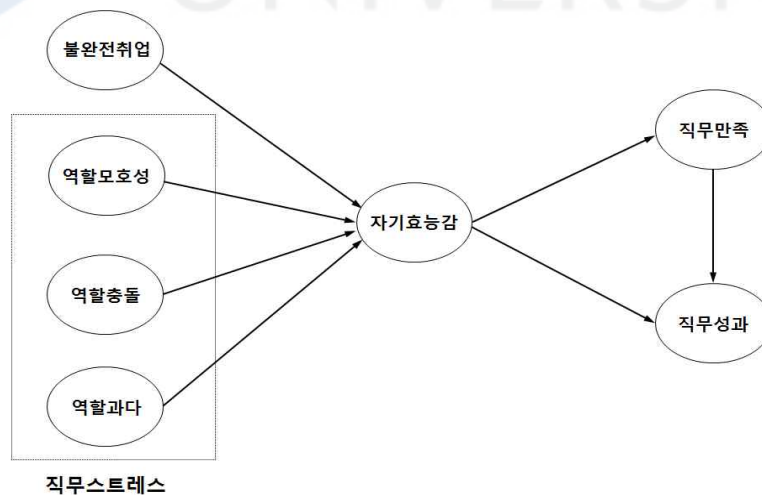 UNIVERSI
불완전취업
역할모호성
역할충돌
역할과다
직무스트레스
자기효능감
직무만족
직무성과